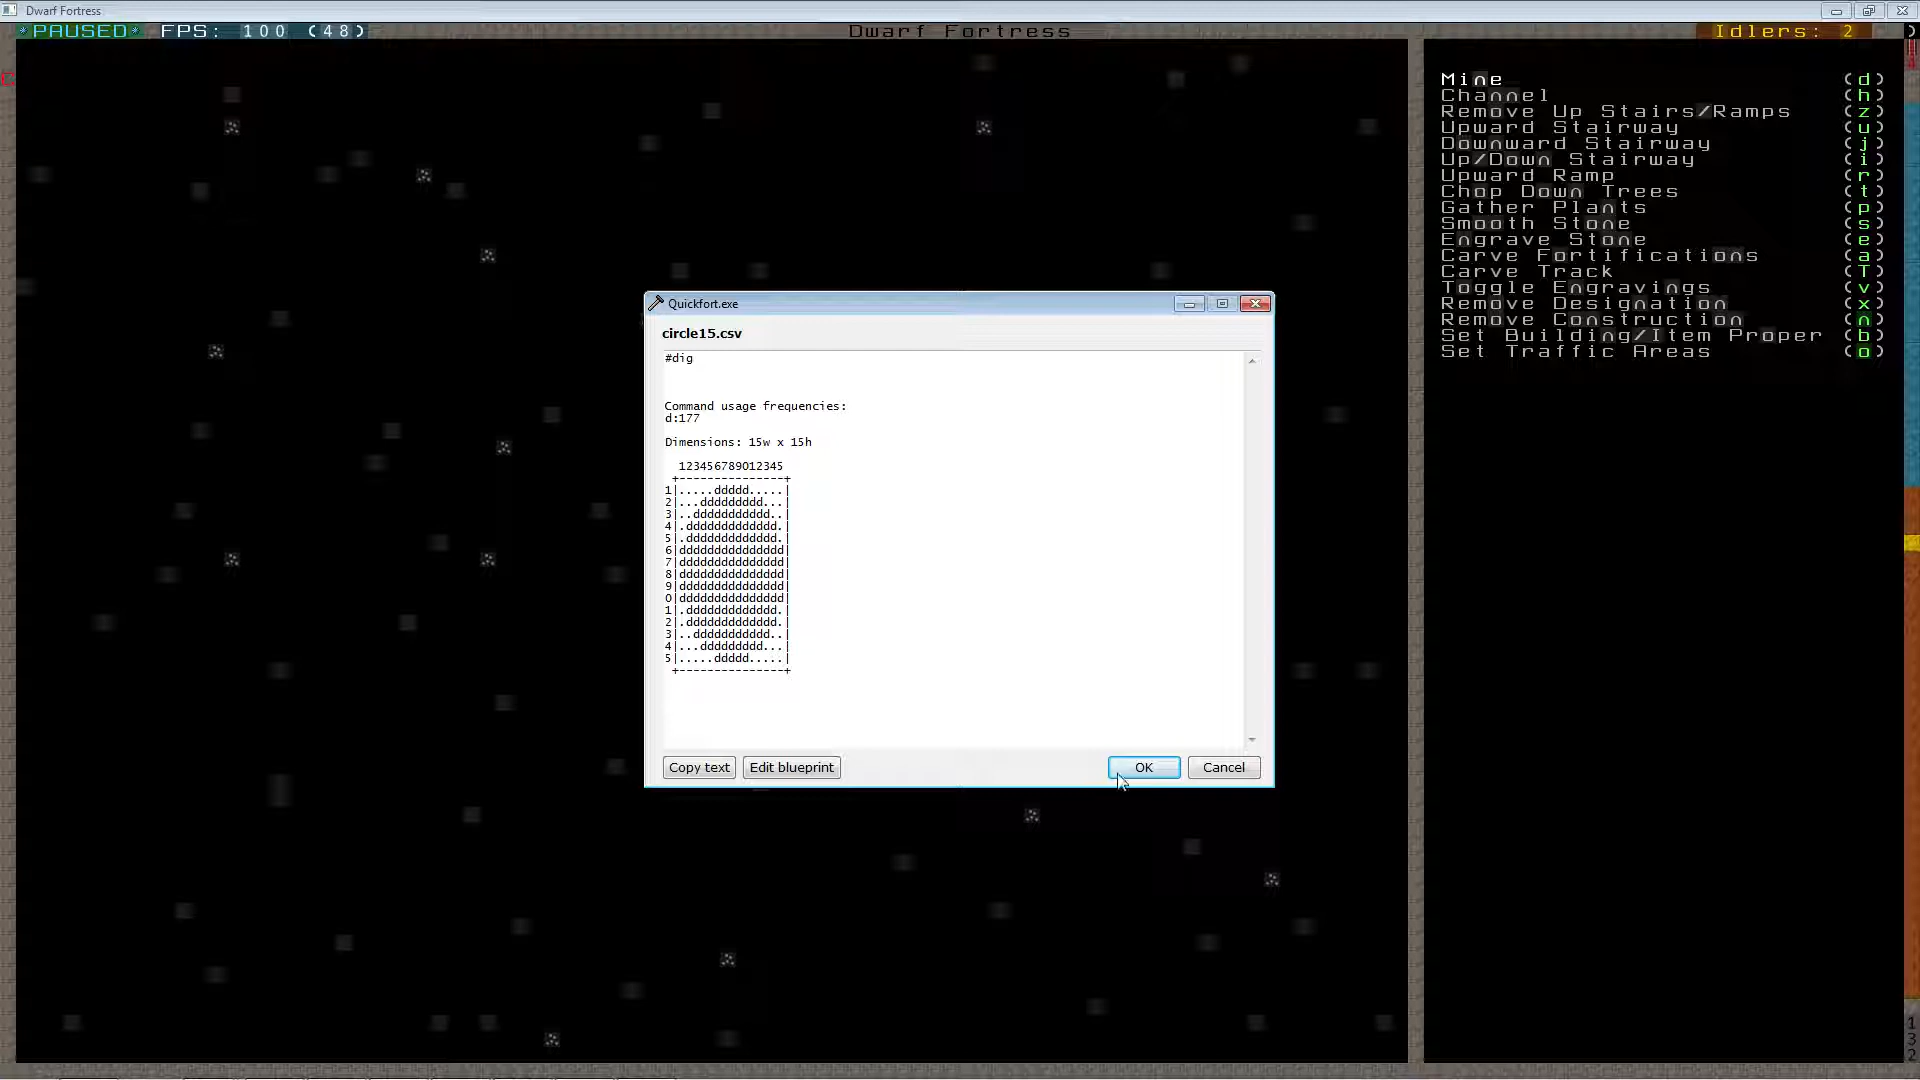 Dwarf Fortress
*PAUSED* FPS: 100 (48) Dwarf Fortress Idlers: 2
Mine (d)
Channel (h)
Remove Up Stairs/Ramps (z)
Upward Stairway (u)
Downward Stairway (j)
Up/Down Stairway (i)
Upward Ramp (r)
Chop Down Trees (t)
Gather Plants (p)
Smooth Stone (s)
Engrave Stone (e)
Carve Fortifications (a)
Carve Track (T)
Toggle Engravings (v)
Remove Designation (x)
Remove Construction (n)
Set Building/Item Proper (b)
Set Traffic Areas (o)
Quickfort.exe
circle15.csv
#dig
Command usage frequencies:
d:177
Dimensions: 15w x 15h
123456789012345
+---------------+
1|.....ddddd.....|
2|...ddddddddd...|
3|..ddddddddddd..|
4|.ddddddddddddd.|
5|.ddddddddddddd.|
6|ddddddddddddddd|
7|ddddddddddddddd|
8|ddddddddddddddd|
9|ddddddddddddddd|
0|ddddddddddddddd|
1|.ddddddddddddd.|
2|.ddddddddddddd.|
3|..ddddddddddd..|
4|...ddddddddd...|
5|.....ddddd.....|
+---------------+
Copy text Edit blueprint OK Cancel
132